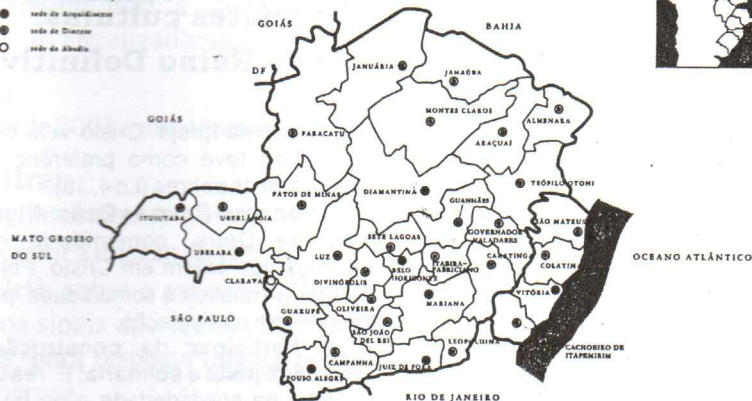 sede de Arquidiocese
sede de Diocese
sede de Abadia
GOIÁS
BAHIA
DF
JANUÁRIA
JANAÚBA
MONTES CLAROS
ALMENARA
GOIÁS
PARACATU
ARAÇUAÍ
TEÓFILO OTONI
PATOS DE MINAS
DIAMANTINA
GUANHÃES
ITUIUTABA
UBERLÂNDIA
SÃO MATEUS
MATO GROSSO
DO SUL
UBERABA
SETE LAGOAS
GOVERNADOR
VALADARES
LUZ
BELO
HORIZONTE
ITABIRA-
FABRICIANO
CARATINGA
COLATINA
OCEANO ATLÂNTICO
CLARAVAL
DIVINÓPOLIS
MARIANA
VITÓRIA
SÃO PAULO
GUAXUPÉ
OLIVEIRA
SÃO JOÃO
DEL REI
LEOPOLDINA
CACHOEIRO DE
ITAPEMIRIM
CAMPANHA
JUIZ DE FORA
POUSO ALEGRE
RIO DE JANEIRO